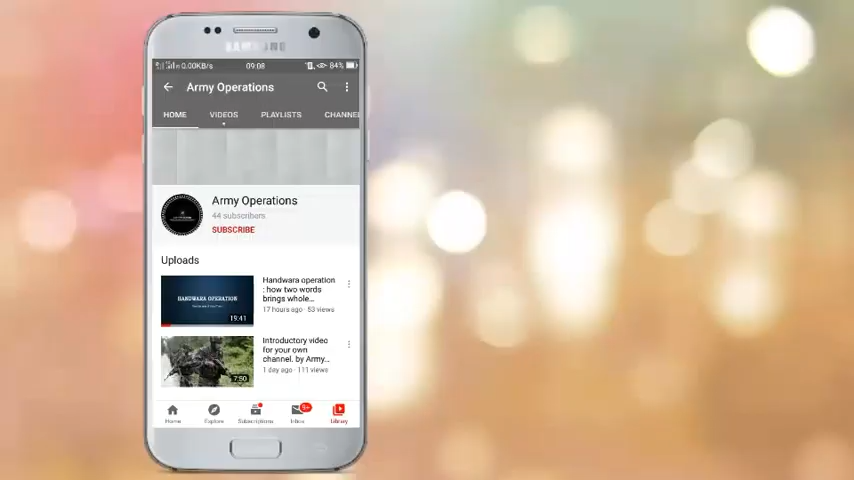 SAMSUNG
0.00KB/s 09:08 84%
Army Operations
HOME VIDEOS PLAYLISTS CHANNEL
Army Operations
44 subscribers
SUBSCRIBE
Uploads
HANDWARA OPERATION
19:41
Handwara operation
: how two words
brings whole...
17 hours ago · 53 views
7:50
Introductory video
for your own
channel. by Army...
1 day ago · 111 views
9+
Home Explore Subscriptions Inbox Library